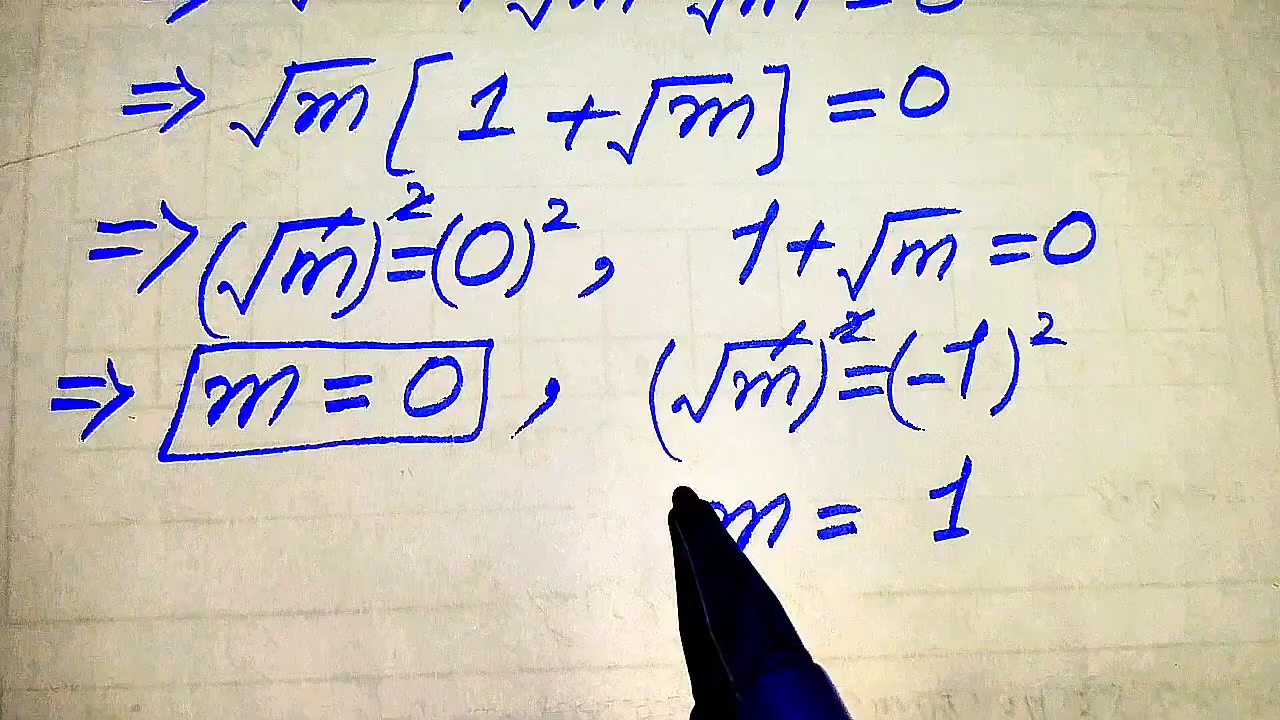 ⇒ √m [ 1 + √m ] = 0
⇒ (√m)² = (0)² , 1 + √m = 0
⇒ m = 0 , (√m)² = (-1)²
m = 1